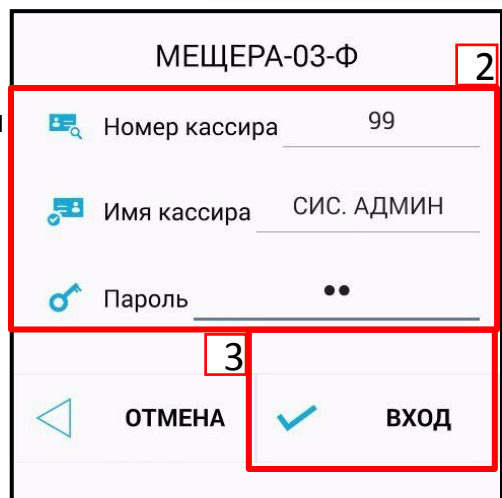 МЕЩЕРА-03-Ф
2
Номер кассира 99
Имя кассира СИС. АДМИН
Пароль ••
3
ОТМЕНА ВХОД